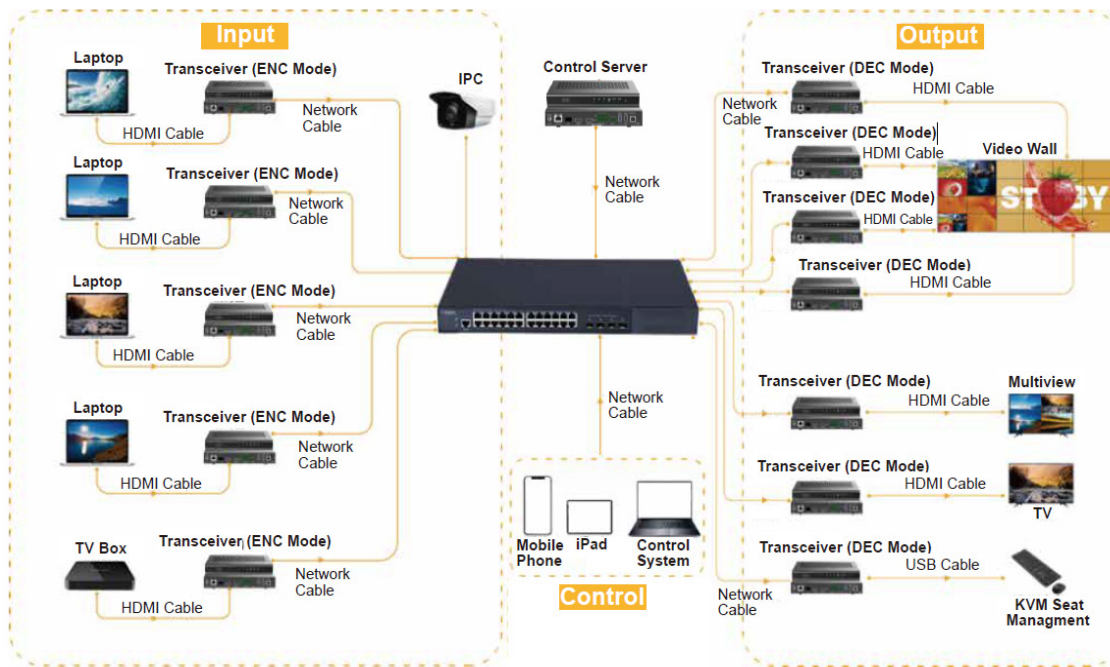 Input
Laptop
Transceiver (ENC Mode)
HDMI Cable
Network
Cable
IPC
Laptop
Transceiver (ENC Mode)
HDMI Cable
Network
Cable
Laptop
Transceiver (ENC Mode)
HDMI Cable
Network
Cable
Laptop
Transceiver (ENC Mode)
HDMI Cable
Network
Cable
TV Box
Transceiver (ENC Mode)
HDMI Cable
Network
Cable
Control Server
Network
Cable
Network
Cable
Mobile
Phone
iPad
Control
System
Control
Output
Transceiver (DEC Mode)
Network
Cable
HDMI Cable
Transceiver (DEC Mode)
HDMI Cable
Video Wall
ST
BY
Transceiver (DEC Mode)
HDMI Cable
Transceiver (DEC Mode)
HDMI Cable
Transceiver (DEC Mode)
HDMI Cable
Multiview
Transceiver (DEC Mode)
HDMI Cable
TV
Transceiver (DEC Mode)
USB Cable
Network
Cable
KVM Seat
Managment